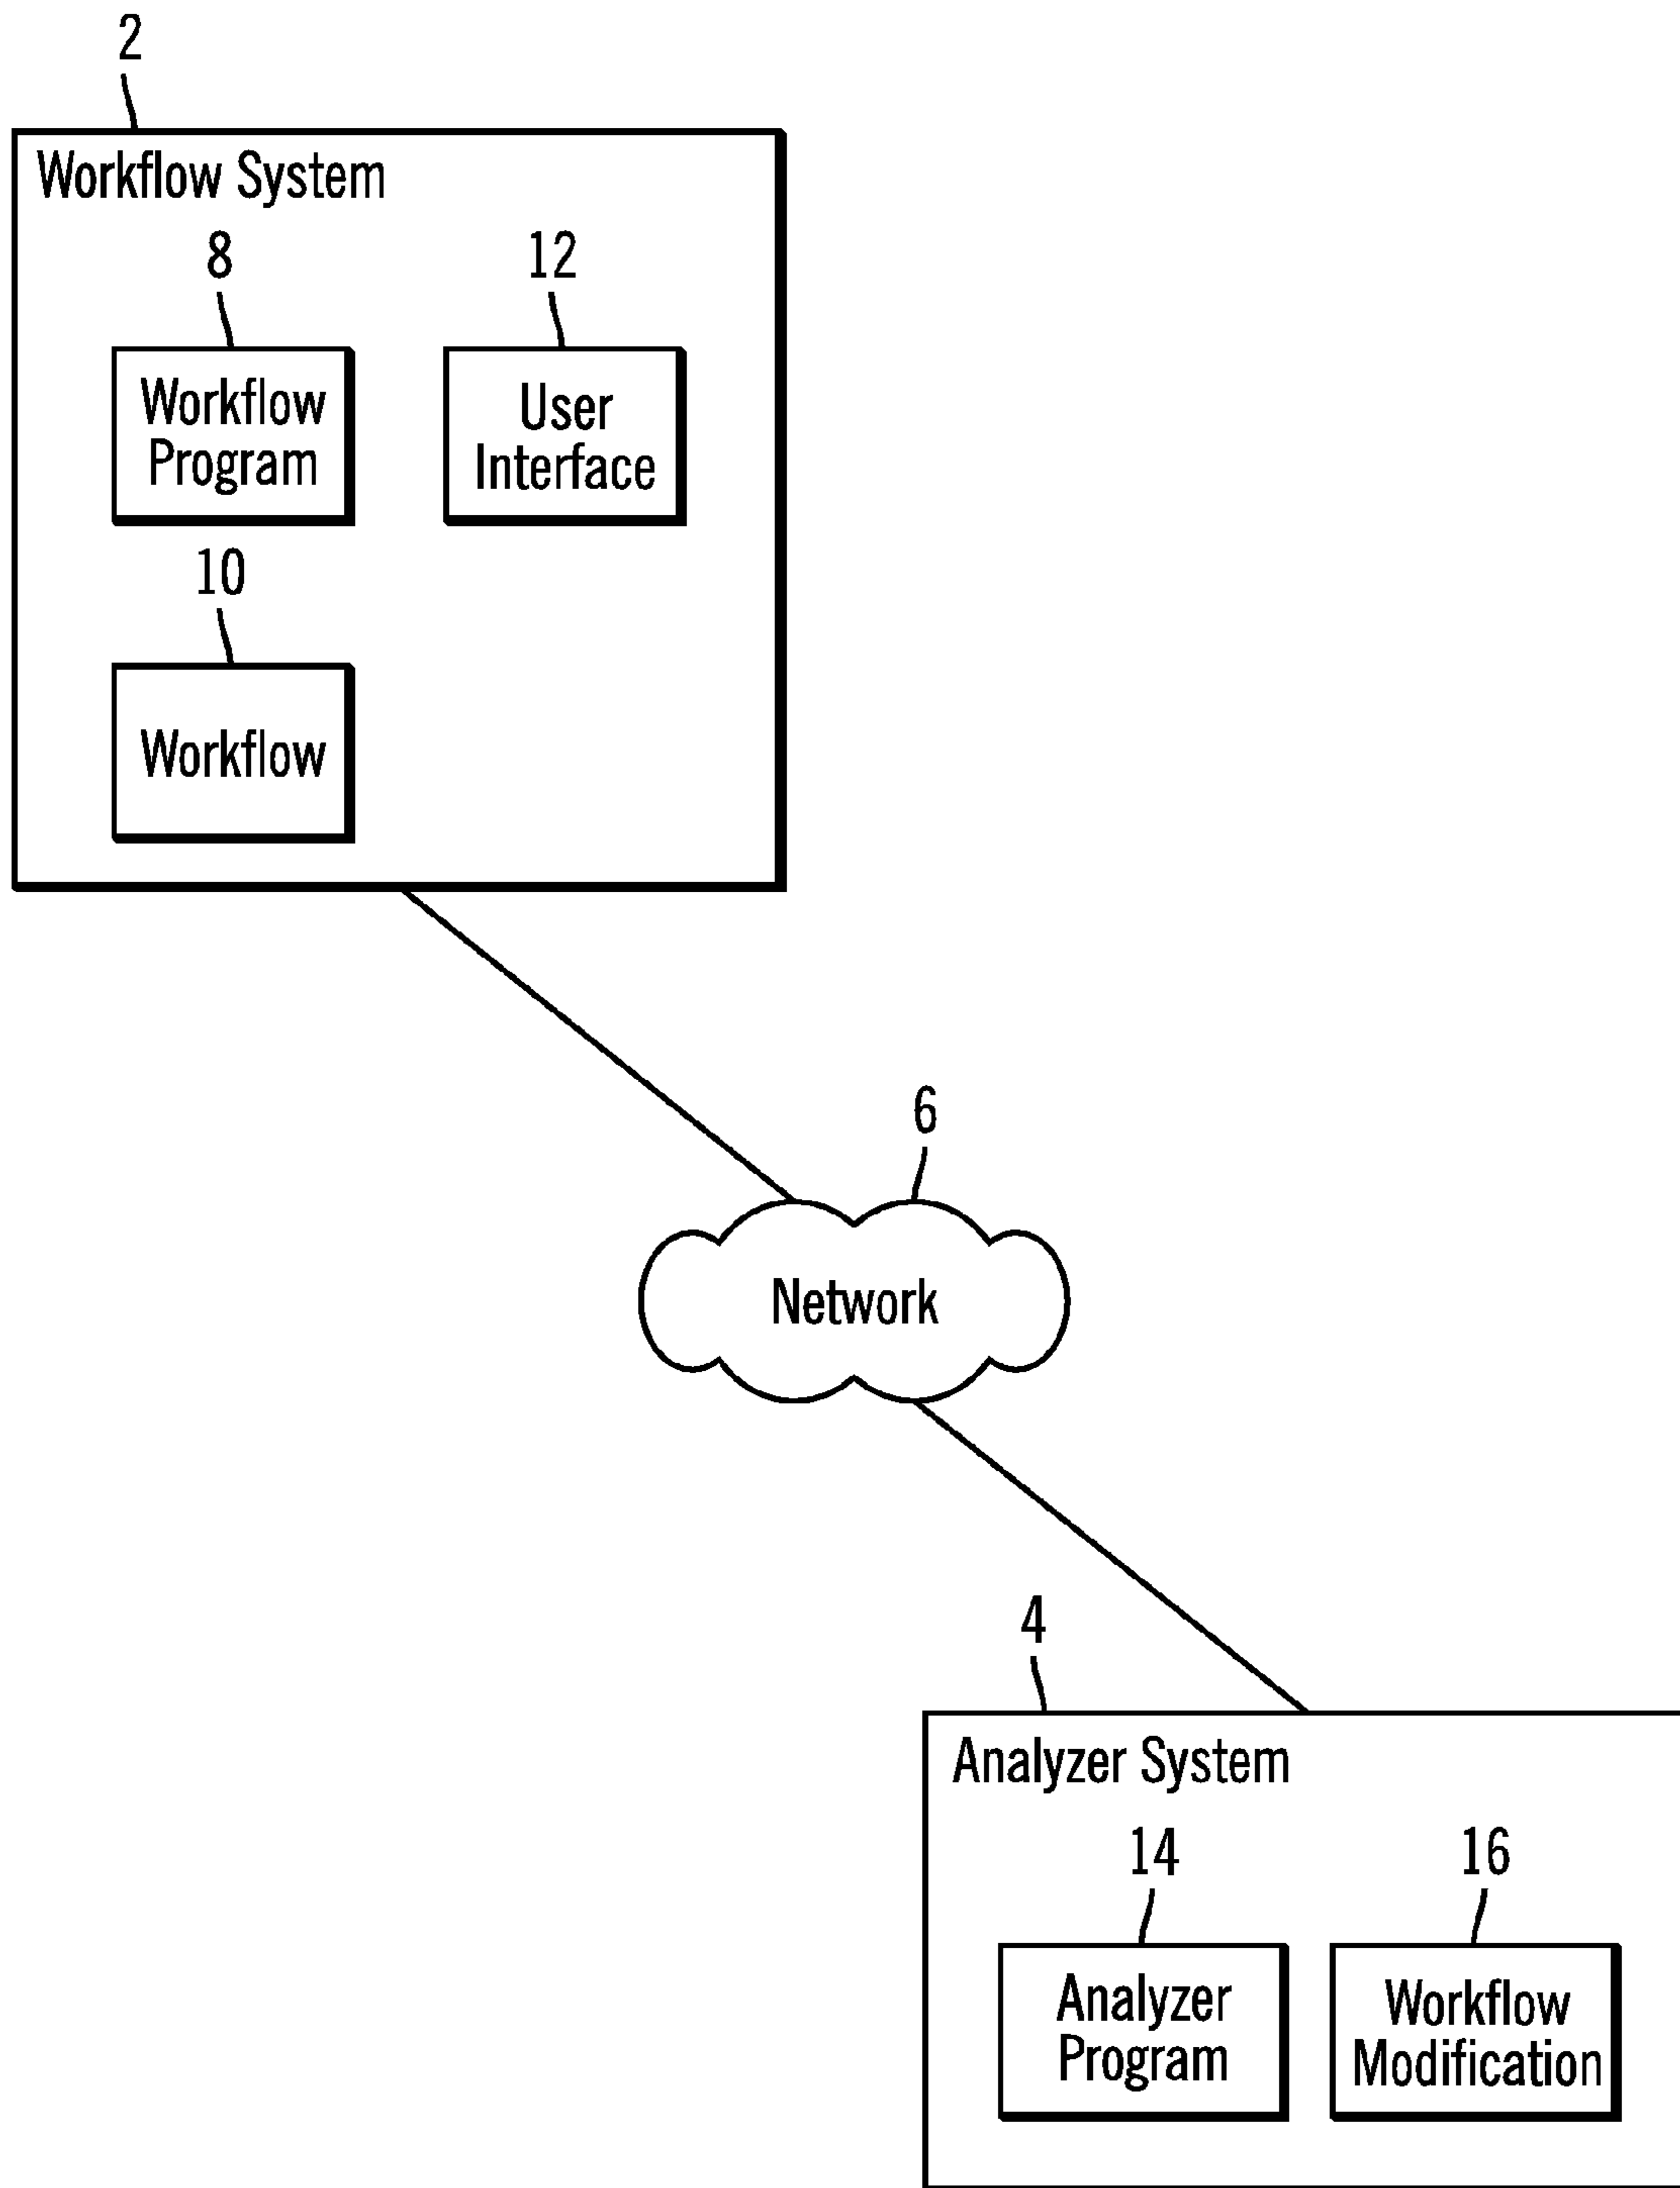 2
Workflow System
8
12
Workflow
Program
User
Interface
10
Workflow
6
Network
4
Analyzer System
14
16
Analyzer
Program
Workflow
Modification